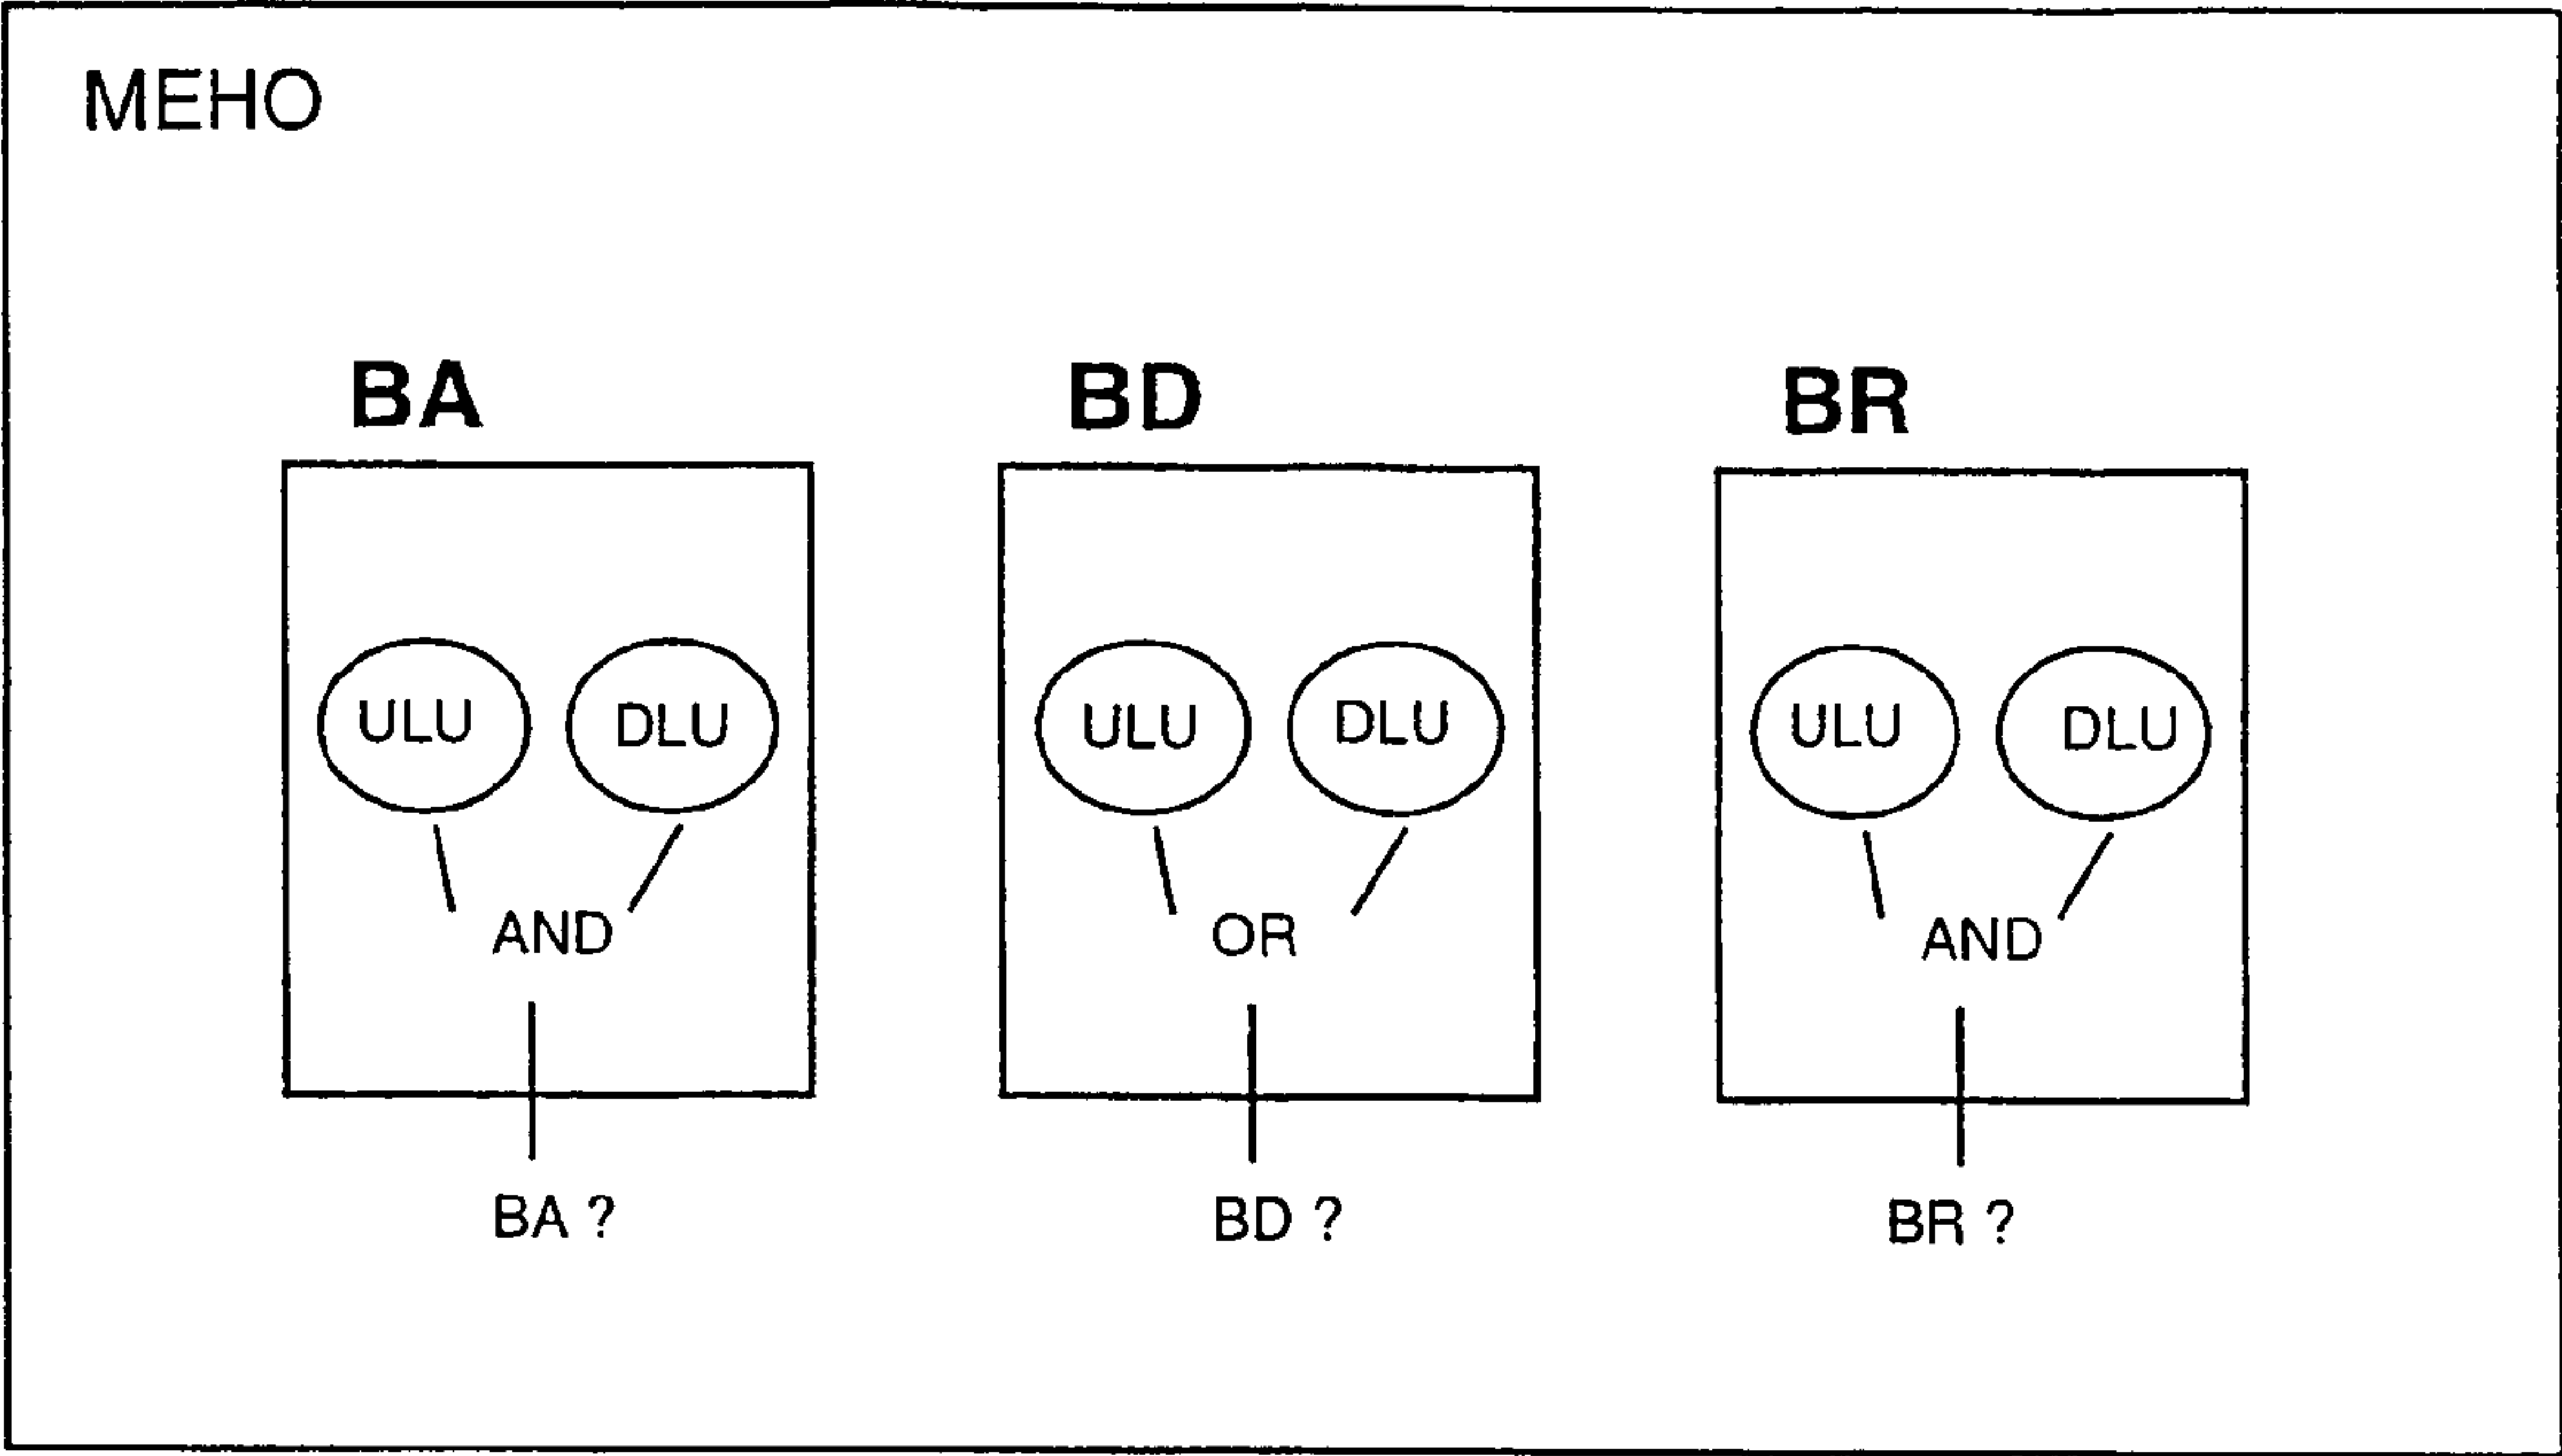 MEHO
BA BD BR
ULU DLU ULU DLU ULU DLU
AND OR AND
BA ? BD ? BR ?